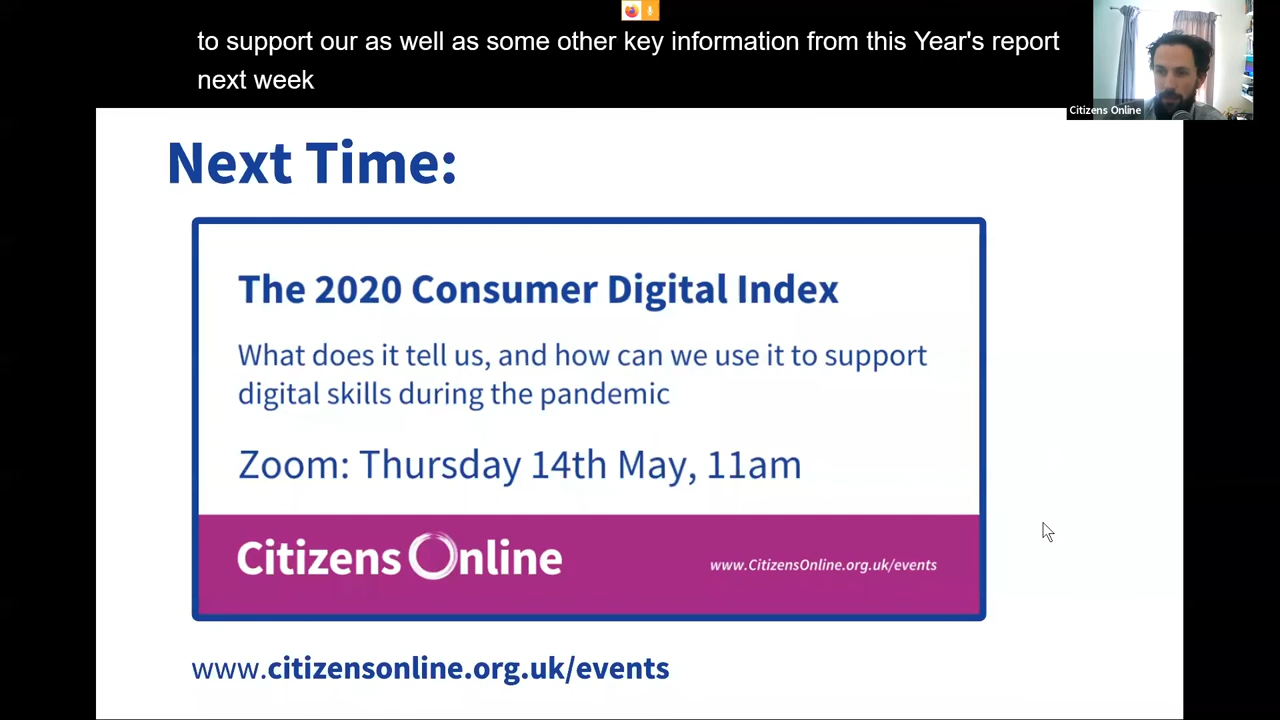 to support our as well as some other key information from this Year's report
next week
Citizens Online
Next Time:
The 2020 Consumer Digital Index
What does it tell us, and how can we use it to support
digital skills during the pandemic
Zoom: Thursday 14th May, 11am
Citizens Online
www.CitizensOnline.org.uk/events
www.citizensonline.org.uk/events